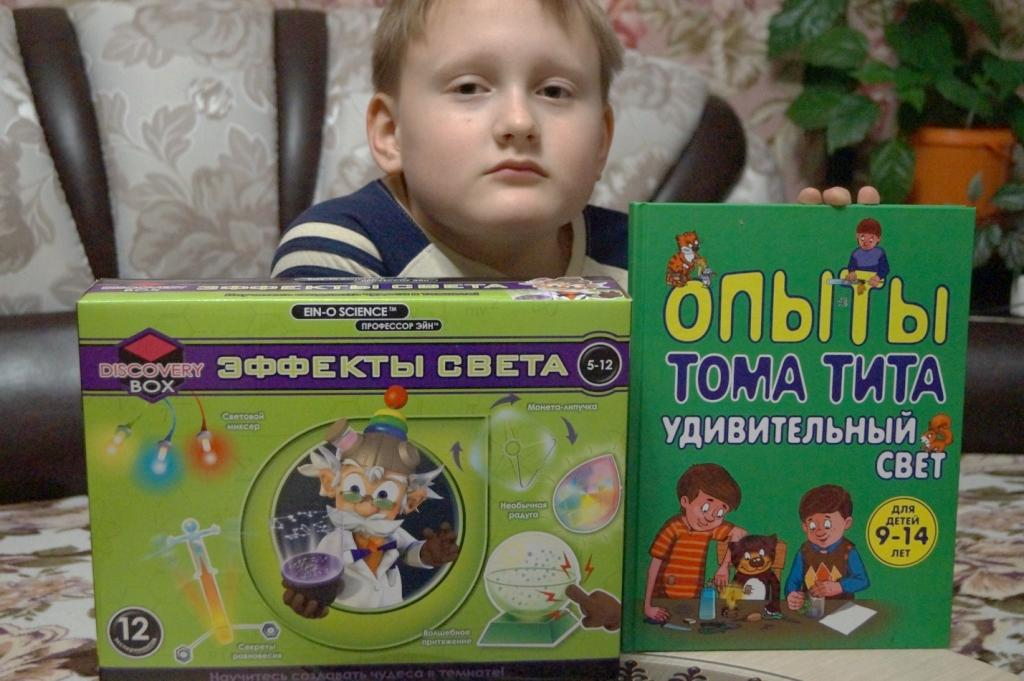 EIN-O SCIENCE™
ПРОФЕССОР ЭЙН™
DISCOVERY
BOX
ЭФФЕКТЫ СВЕТА
5-12
Световой
миксер
Монета-липучка
Необычная
радуга
12
Секреты
равновесия
Волшебное
притяжение
Научитесь создавать чудеса в темноте!
ОПЫТЫ
ТОМА ТИТА
УДИВИТЕЛЬНЫЙ
СВЕТ
ДЛЯ
ДЕТЕЙ
9-14
ЛЕТ